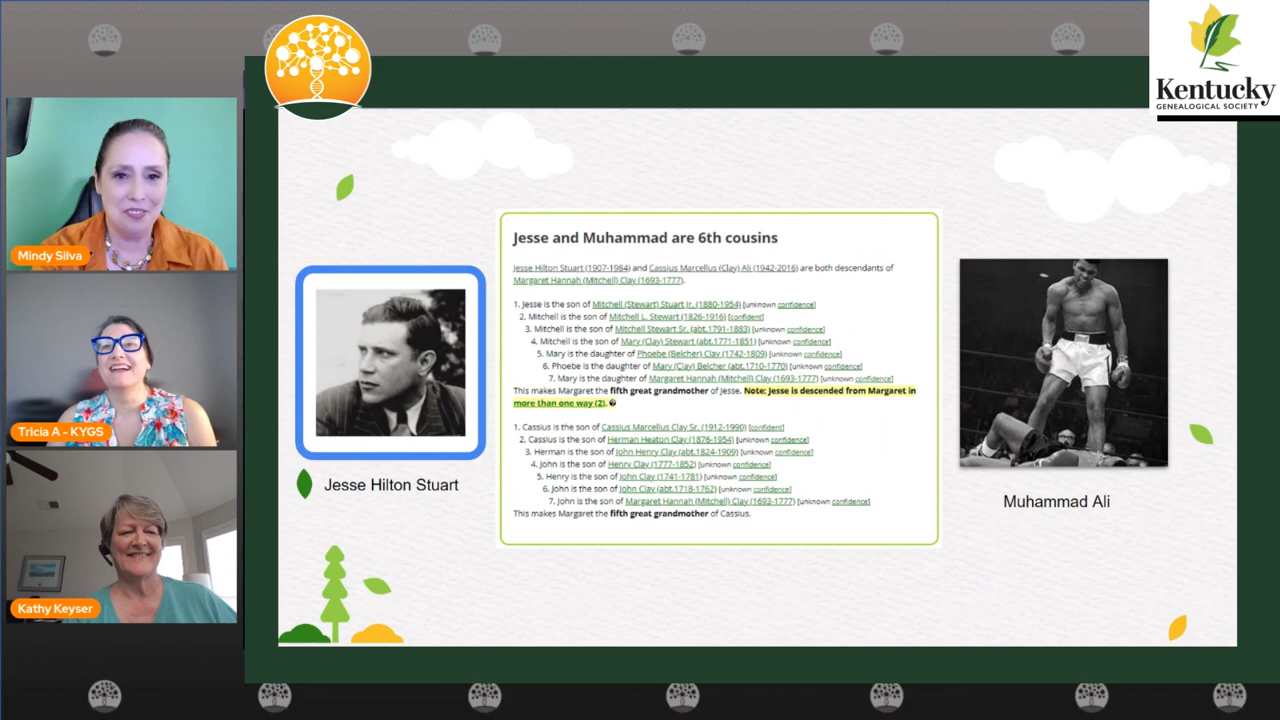 Kentucky
GENEALOGICAL SOCIETY
Mindy Silva
Tricia A - KYGS
Kathy Keyser
Jesse and Muhammad are 6th cousins
Jesse Hilton Stuart (1907-1984) and Cassius Marcellus (Clay) Ali (1942-2016) are both descendants of
Margaret Hannah (Mitchell) Clay (1693-1777).
1. Jesse is the son of Mitchell (Stewart) Stuart Jr. (1880-1954) [unknown confidence]
2. Mitchell is the son of Mitchell L. Stewart (1826-1916) [confident]
3. Mitchell is the son of Mitchell Stewart Sr. (abt.1791-1883) [unknown confidence]
4. Mitchell is the son of Mary (Clay) Stewart (abt.1771-1851) [unknown confidence]
5. Mary is the daughter of Phoebe (Belcher) Clay (1742-1809) [unknown confidence]
6. Phoebe is the daughter of Mary (Clay) Belcher (abt.1710-1770) [unknown confidence]
7. Mary is the daughter of Margaret Hannah (Mitchell) Clay (1693-1777) [unknown confidence]
This makes Margaret the fifth great grandmother of Jesse. Note: Jesse is descended from Margaret in
more than one way (2).
1. Cassius is the son of Cassius Marcellus Clay Sr. (1912-1990) [confident]
2. Cassius is the son of Herman Heaton Clay (1876-1954) [unknown confidence]
3. Herman is the son of John Henry Clay (abt.1824-1909) [unknown confidence]
4. John is the son of Henry Clay (1777-1852) [unknown confidence]
5. Henry is the son of John Clay (1741-1781) [unknown confidence]
6. John is the son of John Clay (abt.1718-1762) [unknown confidence]
7. John is the son of Margaret Hannah (Mitchell) Clay (1693-1777) [unknown confidence]
This makes Margaret the fifth great grandmother of Cassius.
Jesse Hilton Stuart
Muhammad Ali